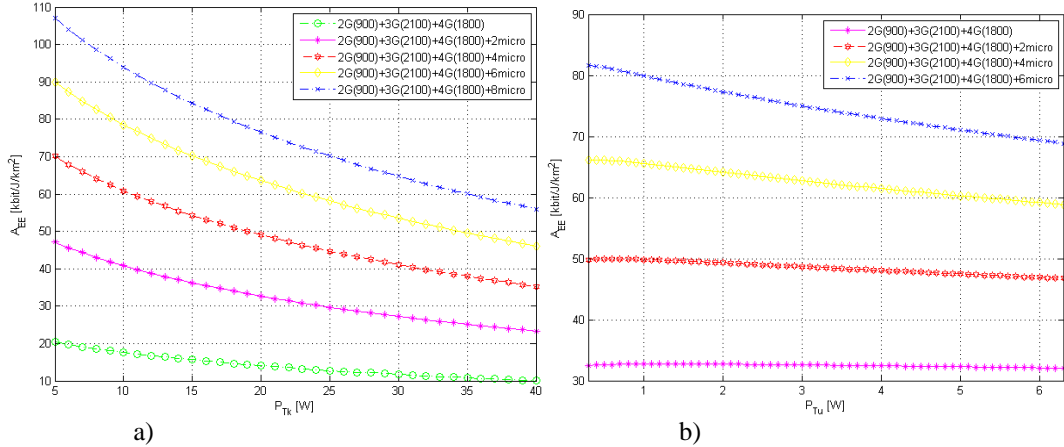 110
100
90
80
70
60
50
40
30
20
10
A_EE [kbit/J/km²]
5
10
15
20
25
30
35
40
P_Tk [W]
2G(900)+3G(2100)+4G(1800)
2G(900)+3G(2100)+4G(1800)+2micro
2G(900)+3G(2100)+4G(1800)+4micro
2G(900)+3G(2100)+4G(1800)+6micro
2G(900)+3G(2100)+4G(1800)+8micro
a)
90
80
70
60
50
40
30
A_EE [kbit/J/km²]
1
2
3
4
5
6
P_Tu [W]
2G(900)+3G(2100)+4G(1800)
2G(900)+3G(2100)+4G(1800)+2micro
2G(900)+3G(2100)+4G(1800)+4micro
2G(900)+3G(2100)+4G(1800)+6micro
b)